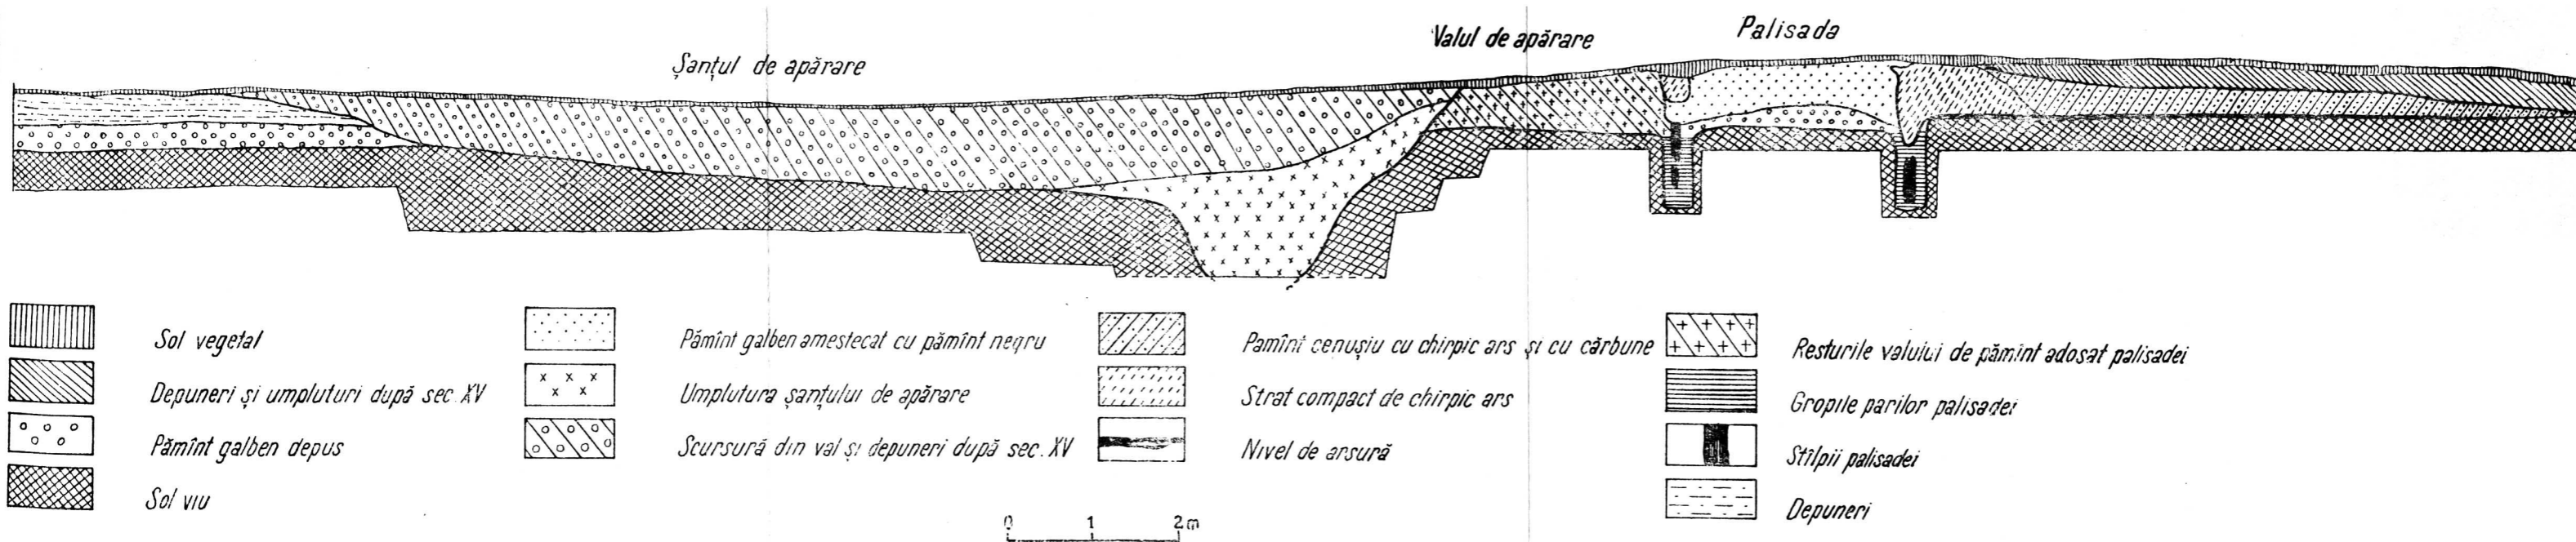 Șanțul de apărare
Valul de apărare
Palisada
Sol vegetal
Depuneri și umpluturi după sec. XV
Pămînt galben depus
Sol viu
Pămînt galben amestecat cu pămînt negru
Umplutura șanțului de apărare
Scursură din val și depuneri după sec. XV
Pamînt cenușiu cu chirpic ars și cu cărbune
Strat compact de chirpic ars
Nivel de arsură
Resturile valului de pămînt adosat palisadei
Gropile parilor palisadei
Stîlpii palisadei
Depuneri
0 1 2m